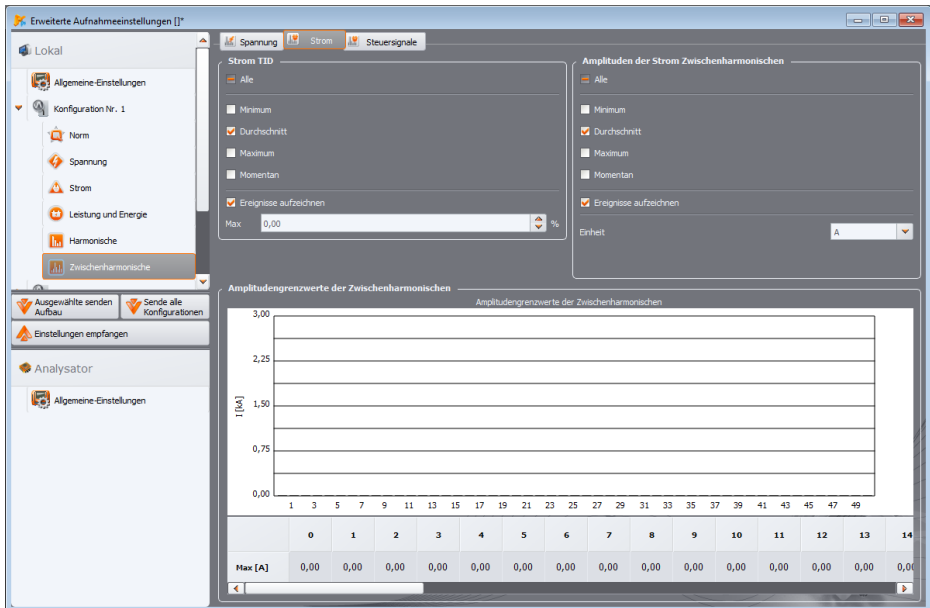 Erweiterte Aufnahmeeinstellungen []*
Lokal
Allgemeine-Einstellungen
Konfiguration Nr. 1
Norm
Spannung
Strom
Leistung und Energie
Harmonische
Zwischenharmonische
Ausgewählte senden
Aufbau
Sende alle
Konfigurationen
Einstellungen empfangen
Analysator
Allgemeine-Einstellungen
Spannung Strom Steuersignale
Strom TID
Alle
Minimum
Durchschnitt
Maximum
Momentan
Ereignisse aufzeichnen
Max 0,00 %
Amplituden der Strom Zwischenharmonischen
Alle
Minimum
Durchschnitt
Maximum
Momentan
Ereignisse aufzeichnen
Einheit A
Amplitudengrenzwerte der Zwischenharmonischen
Amplitudengrenzwerte der Zwischenharmonischen
3,00
2,25
1,50
0,75
0,00
I [kA]
1 3 5 7 9 11 13 15 17 19 21 23 25 27 29 31 33 35 37 39 41 43 45 47 49
0 1 2 3 4 5 6 7 8 9 10 11 12 13 14
Max [A] 0,00 0,00 0,00 0,00 0,00 0,00 0,00 0,00 0,00 0,00 0,00 0,00 0,00 0,00 0,00